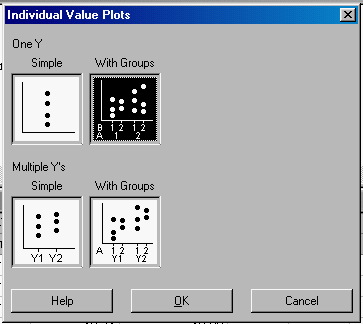 Individual Value Plots
One Y
Simple With Groups
B 1 2 1 2
A 1 2
Multiple Y's
Simple With Groups
Y1 Y2
A 1 2 1 2
Y1 Y2
Help OK Cancel